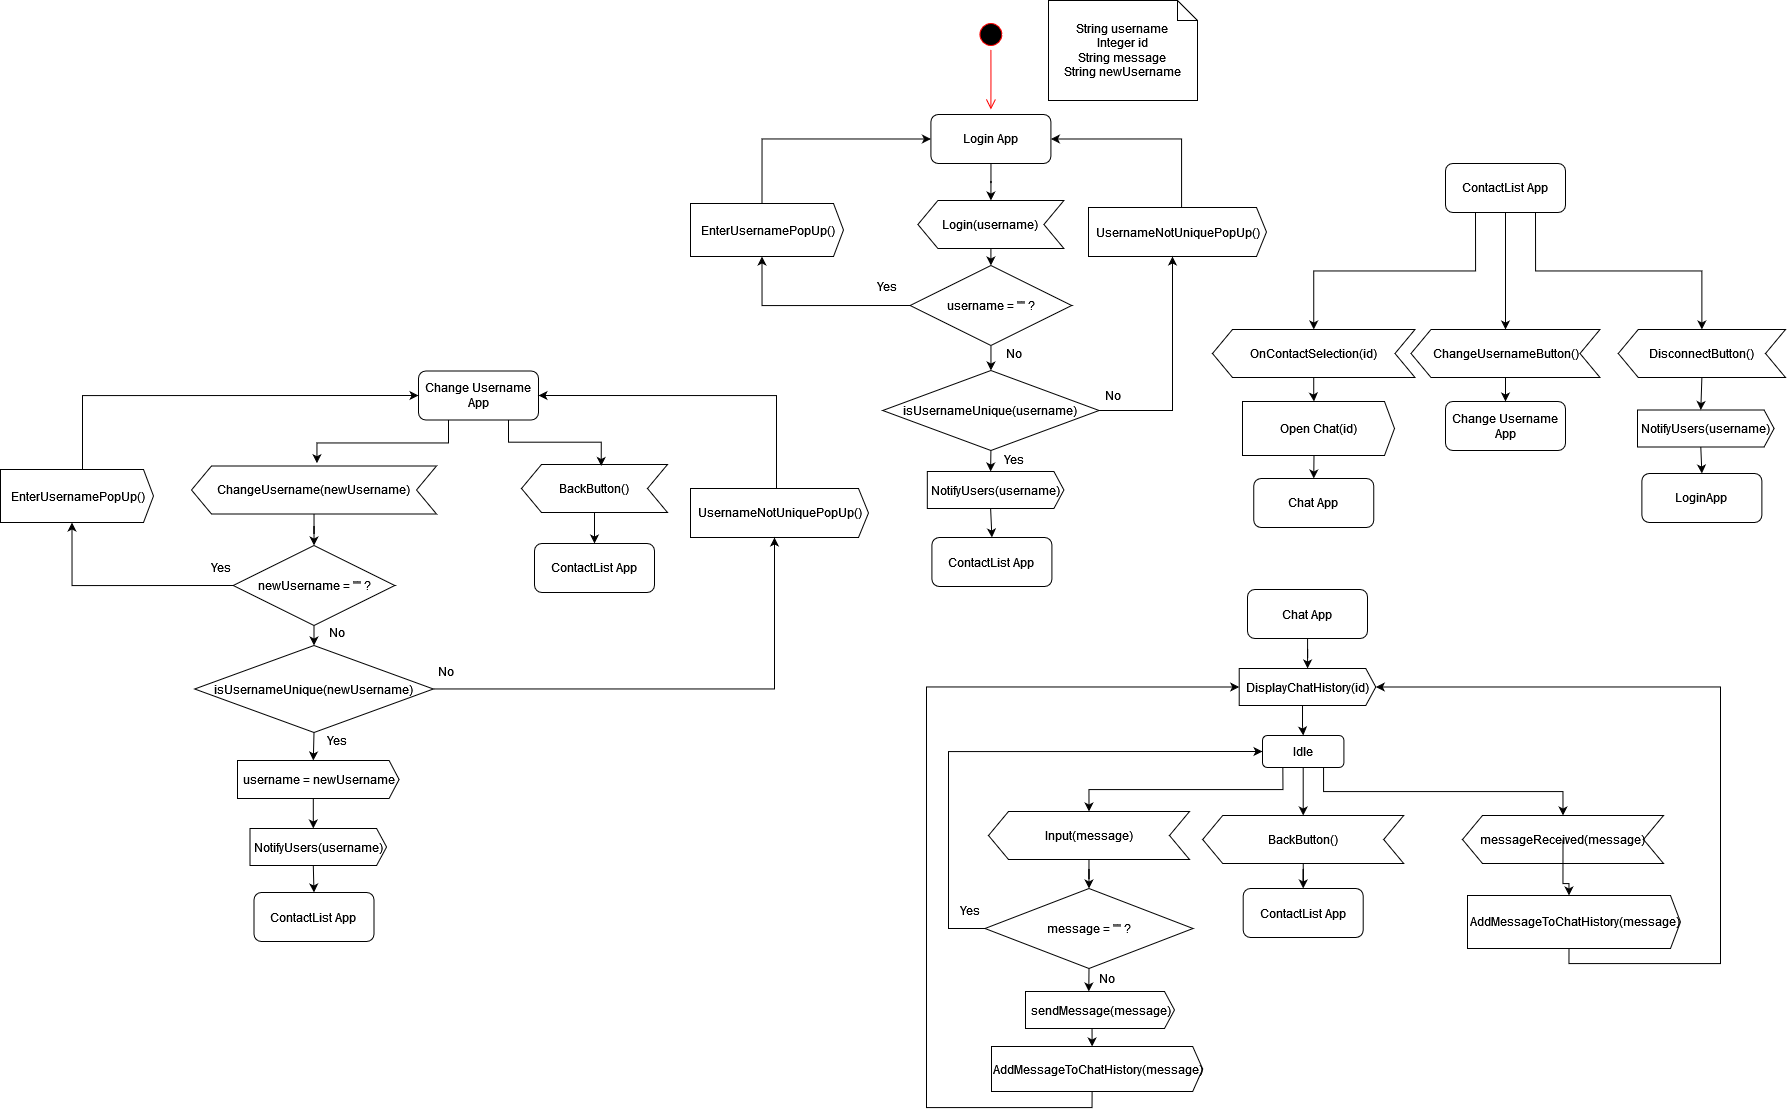 String username
Integer id
String message
String newUsername
Login App
EnterUsernamePopUp()
Login(username)
UsernameNotUniquePopUp()
Yes
username = "" ?
No
isUsernameUnique(username)
No
Yes
NotifyUsers(username)
ContactList App
ContactList App
OnContactSelection(id)
ChangeUsernameButton()
DisconnectButton()
Open Chat(id)
Change Username
App
NotifyUsers(username)
Chat App
LoginApp
Change Username
App
EnterUsernamePopUp()
ChangeUsername(newUsername)
BackButton()
UsernameNotUniquePopUp()
ContactList App
Yes
newUsername = "" ?
No
isUsernameUnique(newUsername)
No
Yes
username = newUsername
NotifyUsers(username)
ContactList App
Chat App
DisplayChatHistory(id)
Idle
Input(message)
BackButton()
messageReceived(message)
Yes
message = "" ?
ContactList App
AddMessageToChatHistory(message)
No
sendMessage(message)
AddMessageToChatHistory(message)